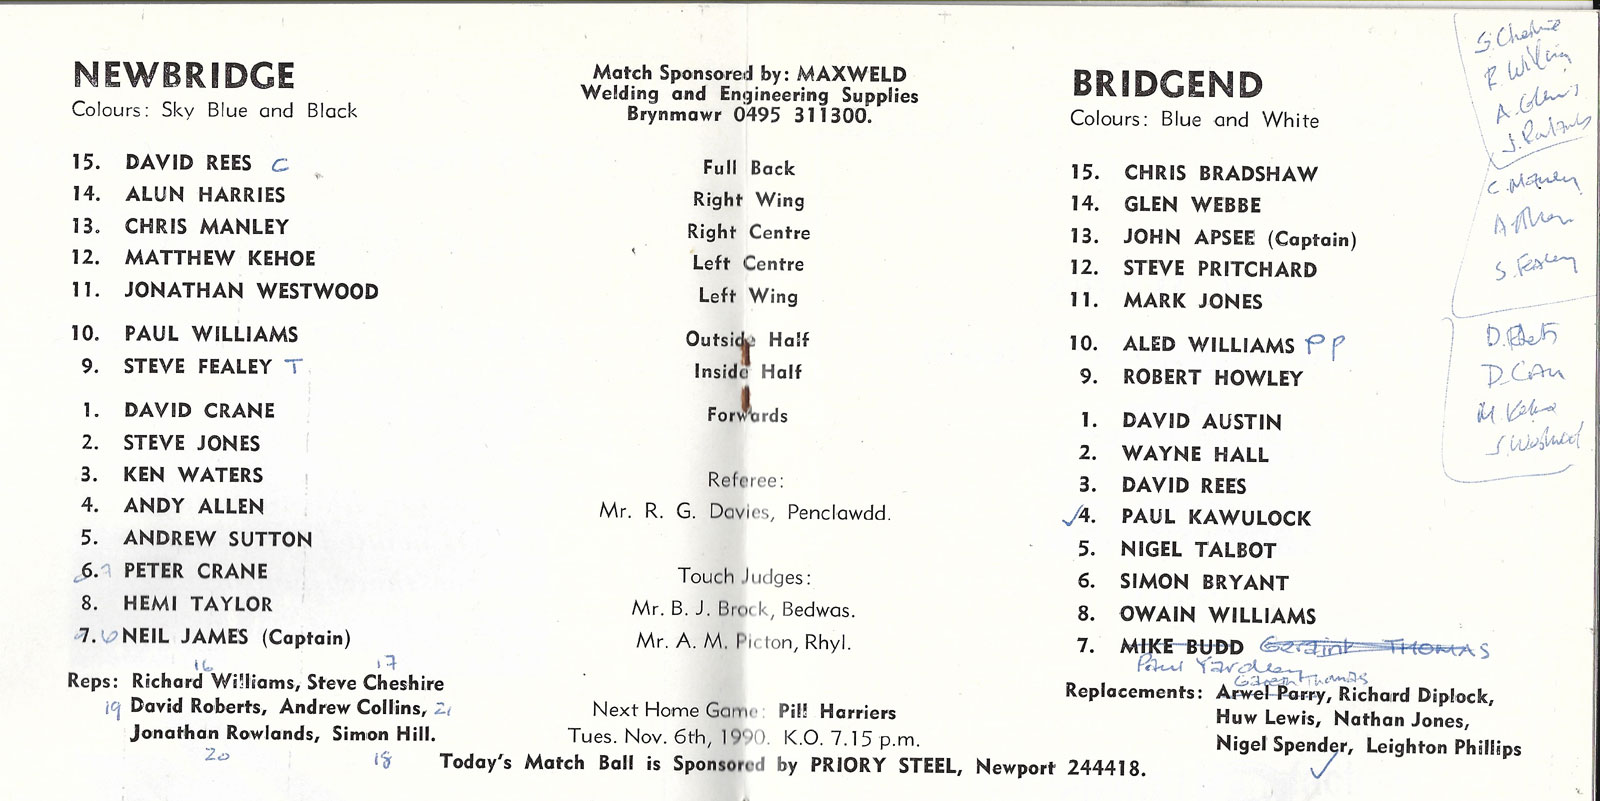 NEWBRIDGE
Colours: Sky Blue and Black
15. DAVID REES C
14. ALUN HARRIES
13. CHRIS MANLEY
12. MATTHEW KEHOE
11. JONATHAN WESTWOOD
10. PAUL WILLIAMS
9. STEVE FEALEY T
1. DAVID CRANE
2. STEVE JONES
3. KEN WATERS
4. ANDY ALLEN
5. ANDREW SUTTON
6. 7 PETER CRANE
8. HEMI TAYLOR
7. 6 NEIL JAMES (Captain)
16 17
Reps: Richard Williams, Steve Cheshire
19 David Roberts, Andrew Collins, 21
Jonathan Rowlands, Simon Hill.
20 18
Match Sponsored by: MAXWELD
Welding and Engineering Supplies
Brynmawr 0495 311300.
Full Back
Right Wing
Right Centre
Left Centre
Left Wing
Outside Half
Inside Half
Forwards
Referee:
Mr. R. G. Davies, Penclawdd.
Touch Judges:
Mr. B. J. Brock, Bedwas.
Mr. A. M. Picton, Rhyl.
Next Home Game: Pill Harriers
Tues. Nov. 6th, 1990. K.O. 7.15 p.m.
Today's Match Ball is Sponsored by PRIORY STEEL, Newport 244418.
BRIDGEND
Colours: Blue and White
15. CHRIS BRADSHAW
14. GLEN WEBBE
13. JOHN APSEE (Captain)
12. STEVE PRITCHARD
11. MARK JONES
10. ALED WILLIAMS PP
9. ROBERT HOWLEY
1. DAVID AUSTIN
2. WAYNE HALL
3. DAVID REES
4. PAUL KAWULOCK
5. NIGEL TALBOT
6. SIMON BRYANT
8. OWAIN WILLIAMS
7. MIKE BUDD Geraint THOMAS
Paul Yardley
Gareth Thomas
Replacements: Arwel Parry, Richard Diplock,
Huw Lewis, Nathan Jones,
Nigel Spender, Leighton Phillips
C. Manley
S. Fealey